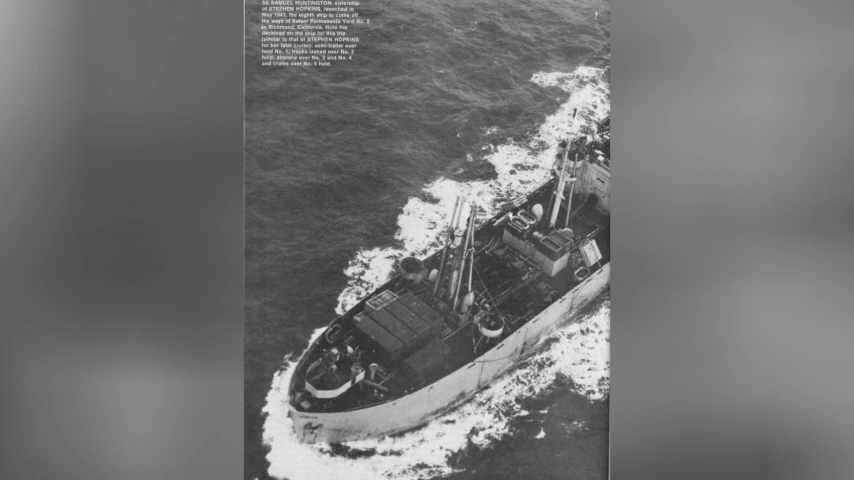 SS SAMUEL HUNTINGTON, sistership
of STEPHEN HOPKINS, launched in
May 1942, the eighth ship to come off
the ways of Kaiser Permanente Yard No. 2
in Richmond, California. Note the
deckload on the ship for this trip
(similar to that of STEPHEN HOPKINS
for her fatal cruise): semi-trailer over
hold No. 1; trucks lashed over No. 2
hold; airplane over No. 3 and No. 4
and crates over No. 5 hold.